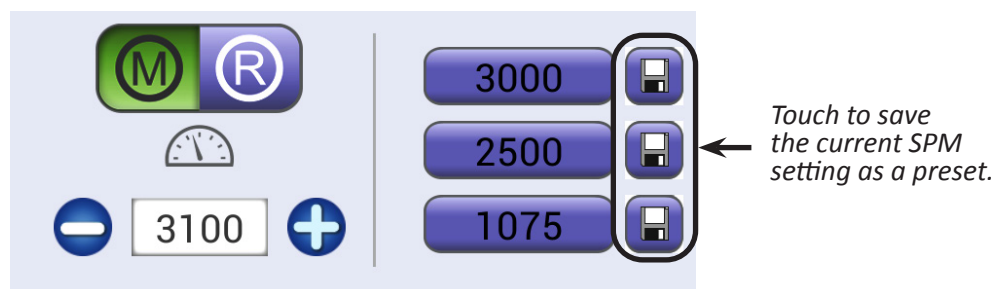 M R
3100
3000
2500
1075
Touch to save
the current SPM
setting as a preset.